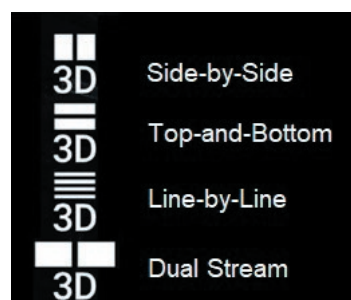 3D Side-by-Side
3D Top-and-Bottom
3D Line-by-Line
3D Dual Stream